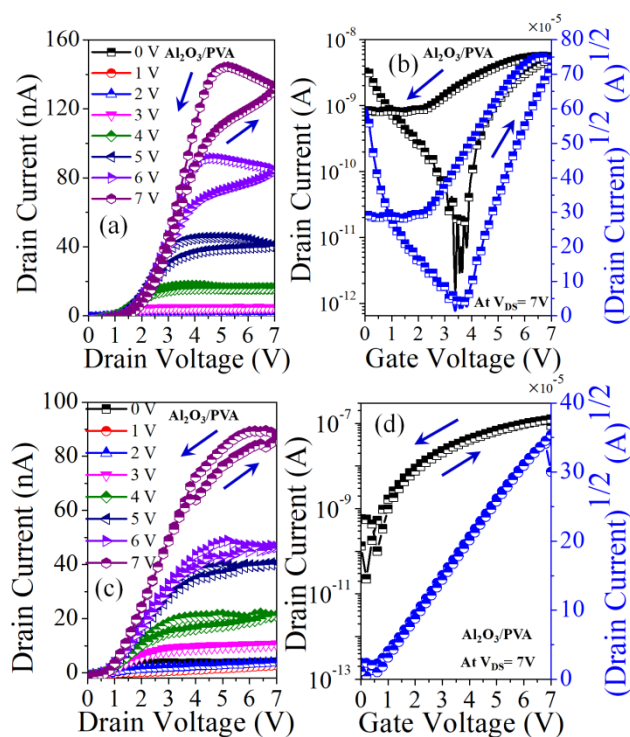 160
120
80
40
0
Drain Current (nA)
0 V
1 V
2 V
3 V
4 V
5 V
6 V
7 V
Al₂O₃/PVA
(a)
0 1 2 3 4 5 6 7
Drain Voltage (V)
10⁻⁸
10⁻⁹
10⁻¹⁰
10⁻¹¹
10⁻¹²
Drain Current (A)
(b)
Al₂O₃/PVA
At V_DS= 7V
0 1 2 3 4 5 6 7
Gate Voltage (V)
×10⁻⁵
80
70
60
50
40
30
20
10
5
0
(Drain Current)^1/2 (A)^1/2
100
80
60
40
20
0
Drain Current (nA)
0 V
1 V
2 V
3 V
4 V
5 V
6 V
7 V
Al₂O₃/PVA
(c)
0 1 2 3 4 5 6 7
Drain Voltage (V)
10⁻⁷
10⁻⁹
10⁻¹¹
10⁻¹³
Drain Current (A)
(d)
Al₂O₃/PVA
At V_DS= 7V
0 1 2 3 4 5 6 7
Gate Voltage (V)
×10⁻⁵
40
35
25
20
15
10
5
0
(Drain Current)^1/2 (A)^1/2